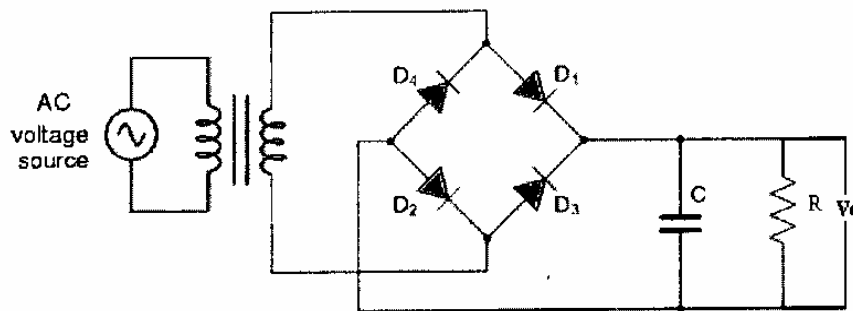 AC
voltage
source
D₄
D₁
D₂
D₃
C
R